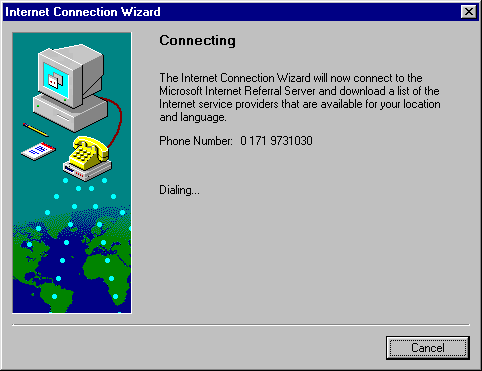 Internet Connection Wizard
Connecting
The Internet Connection Wizard will now connect to the
Microsoft Internet Referral Server and download a list of the
Internet service providers that are available for your location
and language.
Phone Number: 0 171 9731030
Dialing...
Cancel